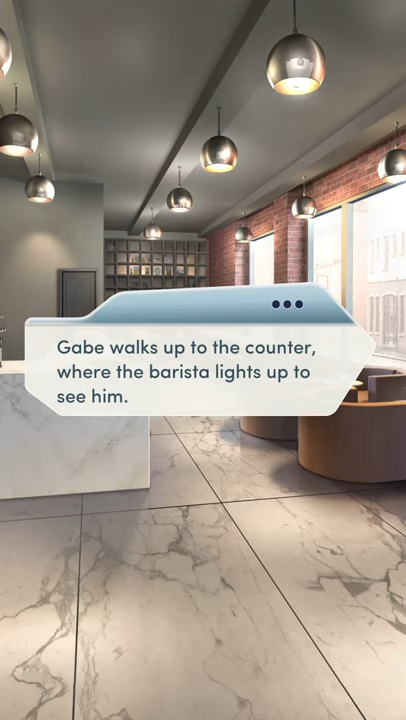 Gabe walks up to the counter,
where the barista lights up to
see him.